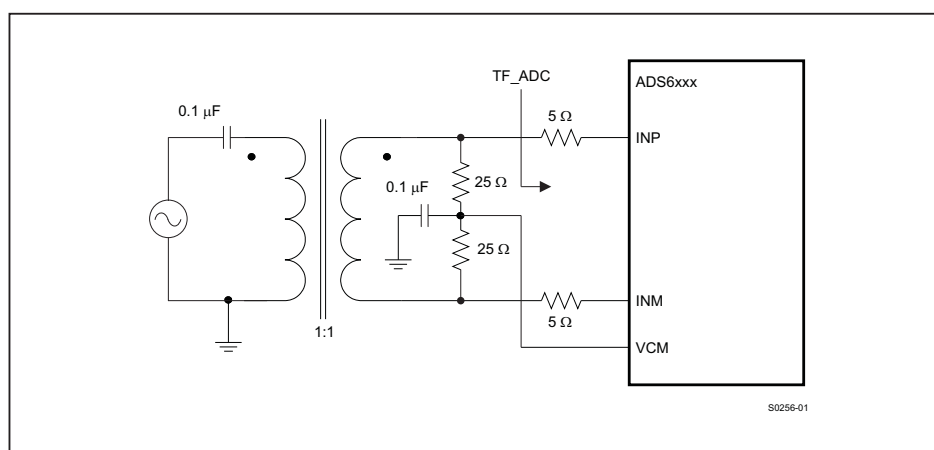 TF_ADC
ADS6xxx
0.1 μF
5 Ω
INP
0.1 μF
25 Ω
25 Ω
1:1
5 Ω
INM
VCM
S0256-01